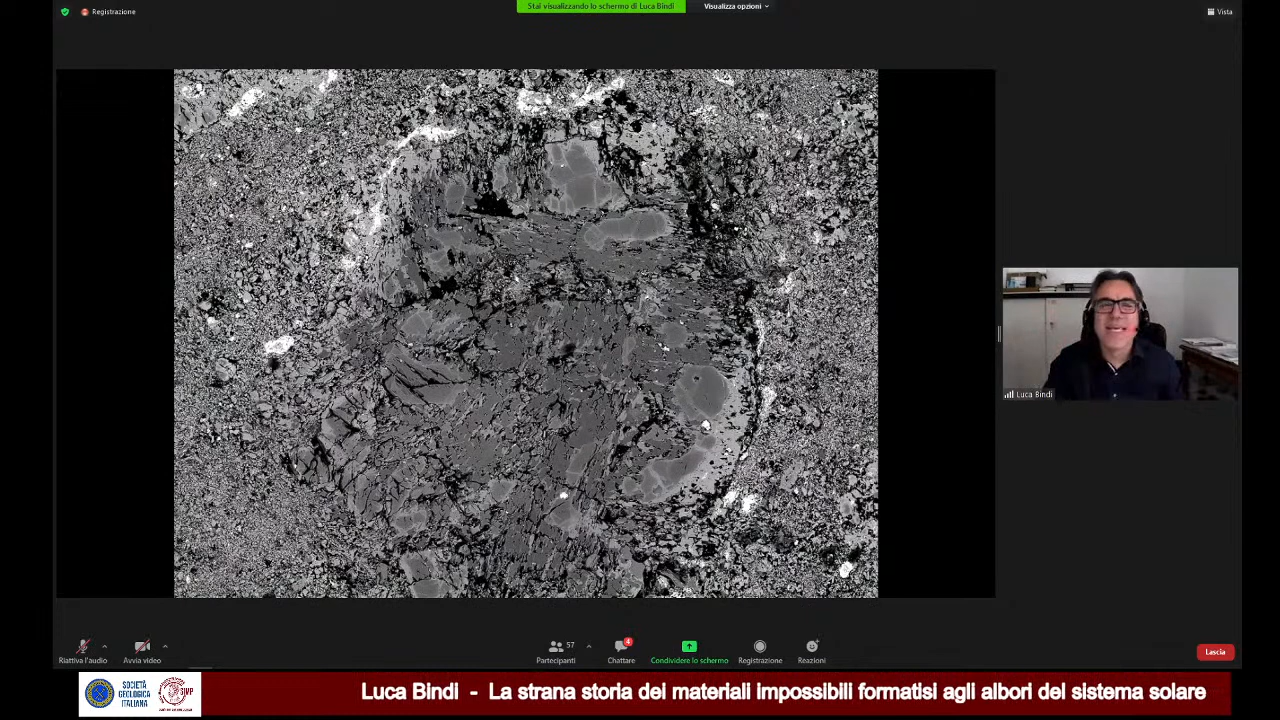 Registrazione
Stai visualizzando lo schermo di Luca Bindi
Visualizza opzioni
Vista
Luca Bindi
Riattiva l'audio
Avvia video
57
Partecipanti
4
Chattare
Condividere lo schermo
Registrazione
Reazioni
Lascia
SOCIETÀ
GEOLOGICA
ITALIANA
Luca Bindi - La strana storia dei materiali impossibili formatisi agli albori del sistema solare